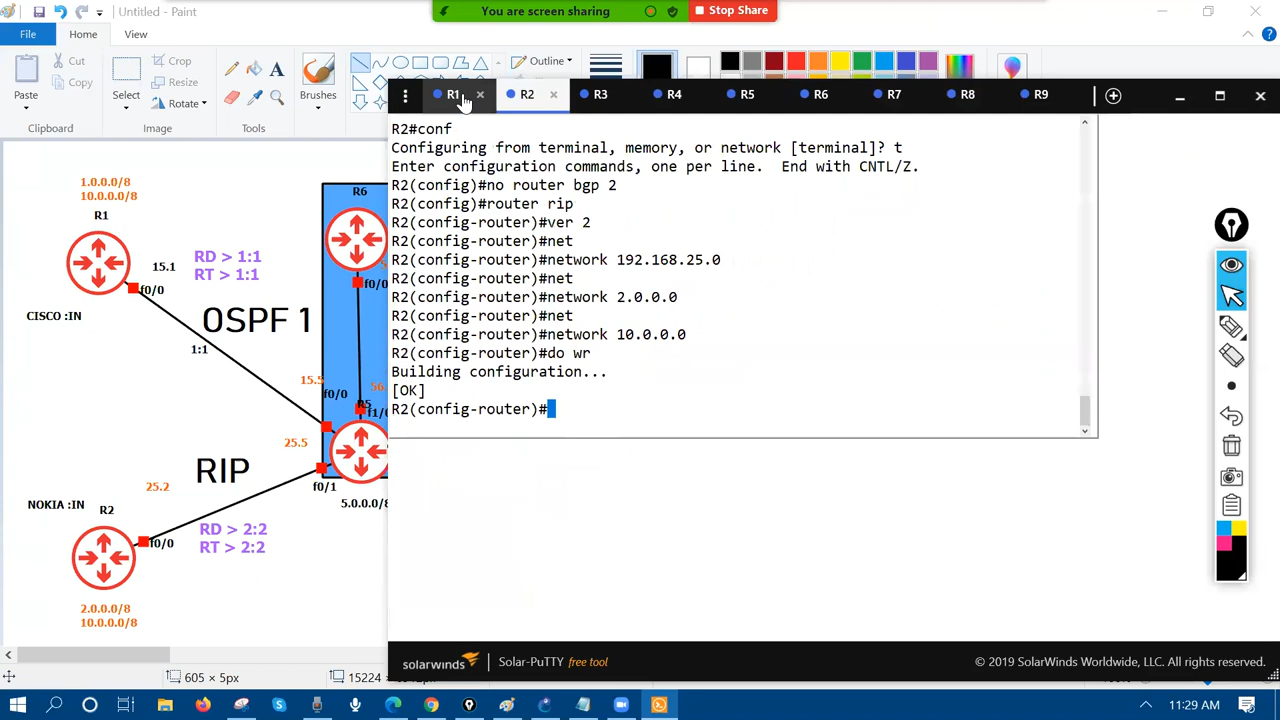 Untitled - Paint
You are screen sharing
Stop Share
File
Home
View
Cut
Copy
Paste
Clipboard
Crop
Resize
Rotate
Select
Image
Tools
Brushes
Outline
R1
R2
R3
R4
R5
R6
R7
R8
R9
R2#conf
Configuring from terminal, memory, or network [terminal]? t
Enter configuration commands, one per line.  End with CNTL/Z.
R2(config)#no router bgp 2
R2(config)#router rip
R2(config-router)#ver 2
R2(config-router)#net
R2(config-router)#network 192.168.25.0
R2(config-router)#net
R2(config-router)#network 2.0.0.0
R2(config-router)#net
R2(config-router)#network 10.0.0.0
R2(config-router)#do wr
Building configuration...
[OK]
R2(config-router)#
1.0.0.0/8
10.0.0.0/8
R1
15.1
f0/0
CISCO :IN
RD > 1:1
RT > 1:1
OSPF 1
1:1
R6
f0/0
15.5
f0/0
56.
R5
f1/0
25.5
f0/1
5.0.0.0/8
RIP
25.2
NOKIA :IN
R2
f0/0
RD > 2:2
RT > 2:2
2.0.0.0/8
10.0.0.0/8
solarwinds
Solar-PuTTY free tool
© 2019 SolarWinds Worldwide, LLC. All rights reserved.
605 × 5px
11:29 AM